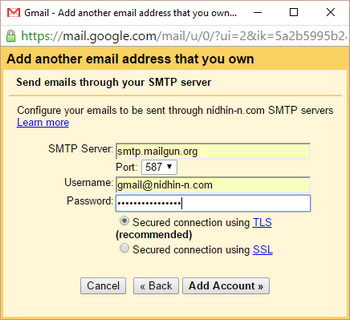 Gmail - Add another email address that you own...
https://mail.google.com/mail/u/0/?ui=2&ik=5a2b5995b2
Add another email address that you own
Send emails through your SMTP server
Configure your emails to be sent through nidhin-n.com SMTP servers
Learn more
SMTP Server: smtp.mailgun.org
Port: 587
Username: gmail@nidhin-n.com
Password: ••••••••••••••••
Secured connection using TLS
(recommended)
Secured connection using SSL
Cancel « Back Add Account »